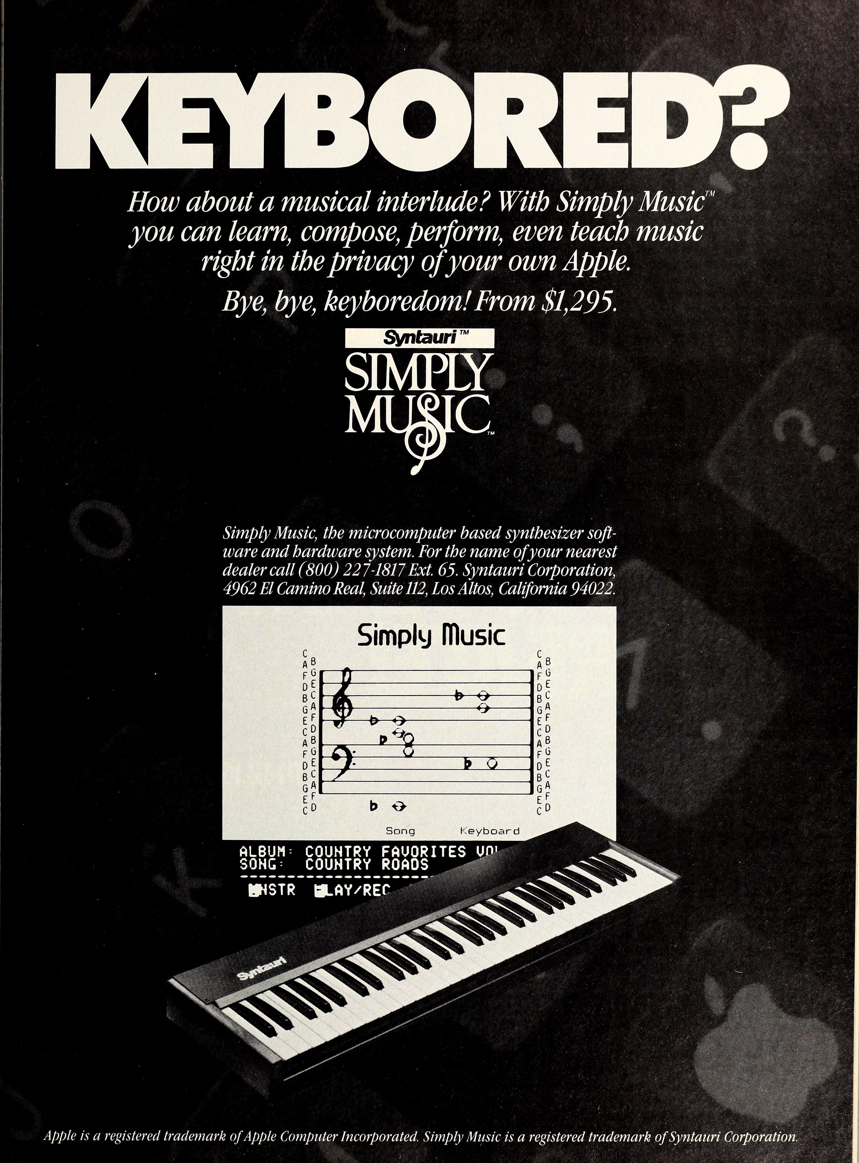 KEYBORED?
How about a musical interlude? With Simply Music™
you can learn, compose, perform, even teach music
right in the privacy of your own Apple.
Bye, bye, keyboredom! From $1,295.
Syntauri™
SIMPLY
MUSIC™
Simply Music, the microcomputer based synthesizer soft-
ware and hardware system. For the name of your nearest
dealer call (800) 227-1817 Ext. 65. Syntauri Corporation,
4962 El Camino Real, Suite 112, Los Altos, California 94022.
Simply Music
C B C B
A G A G
F E F E
D C D C
B A B A
G F G F
E D E D
C B C B
A G A G
F E F E
D C D C
B A B A
G F G F
E D E D
C C
Song Keyboard
ALBUM: COUNTRY FAVORITES VOL
SONG: COUNTRY ROADS
INSTR PLAY/REC
Syntauri
O
K
?
Apple is a registered trademark of Apple Computer Incorporated. Simply Music is a registered trademark of Syntauri Corporation.